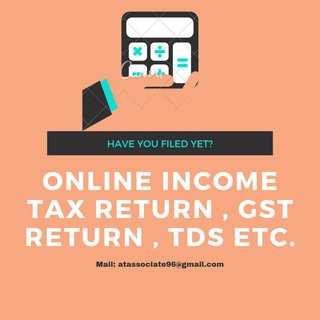 HAVE YOU FILED YET?
ONLINE INCOME
TAX RETURN , GST
RETURN , TDS ETC.
Mail: atassociate96@gmail.com